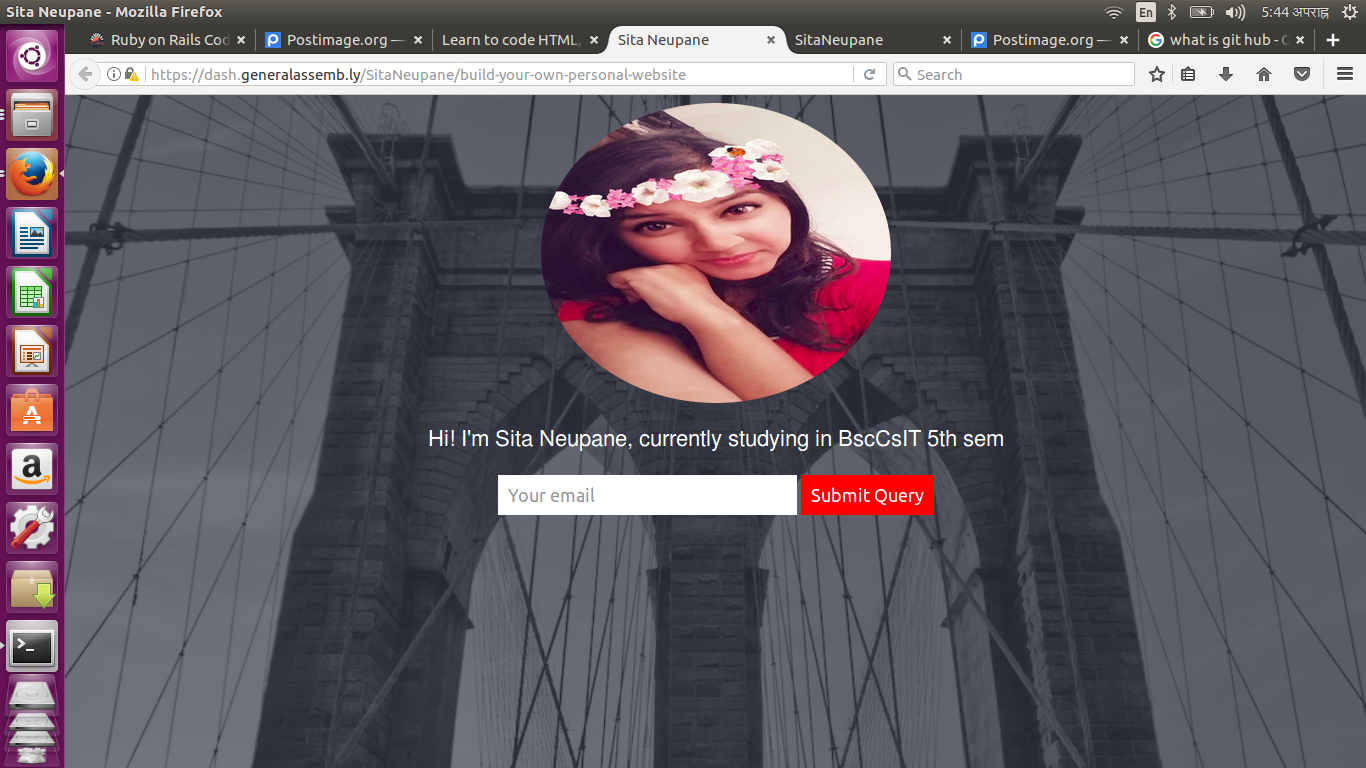 Sita Neupane - Mozilla Firefox
En
5:44 अपराह्न
Ruby on Rails Cod
Postimage.org —
Learn to code HTML,
Sita Neupane
SitaNeupane
Postimage.org —
what is git hub - G
https://dash.generalassemb.ly/SitaNeupane/build-your-own-personal-website
Search
Hi! I'm Sita Neupane, currently studying in BscCsIT 5th sem
Your email
Submit Query